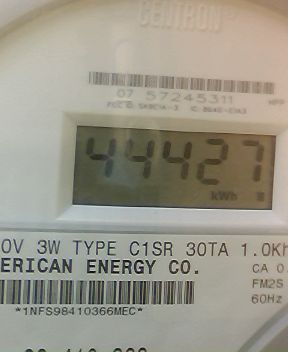 CENTRON
07 57245311
44427
kWh
0V 3W TYPE C1SR 30TA 1.0Kh
ERICAN ENERGY CO.
CA 0.
FM2S
60Hz
*1NFS98410366MEC*